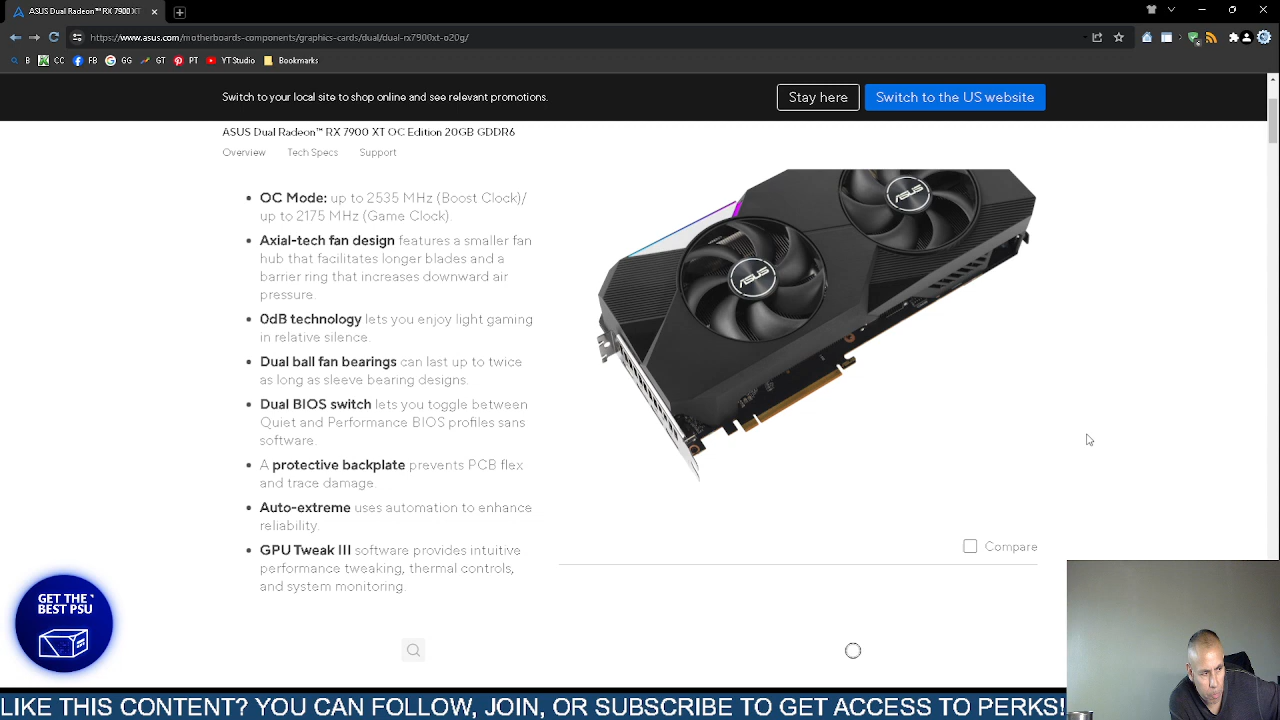 ASUS Dual Radeon™ RX 7900 XT
https://www.asus.com/motherboards-components/graphics-cards/dual/dual-rx7900xt-o20g/
B CC FB GG GT PT YT Studio Bookmarks
Switch to your local site to shop online and see relevant promotions.
Stay here
Switch to the US website
ASUS Dual Radeon™ RX 7900 XT OC Edition 20GB GDDR6
Overview Tech Specs Support
OC Mode: up to 2535 MHz (Boost Clock)/
up to 2175 MHz (Game Clock).
Axial-tech fan design features a smaller fan
hub that facilitates longer blades and a
barrier ring that increases downward air
pressure.
0dB technology lets you enjoy light gaming
in relative silence.
Dual ball fan bearings can last up to twice
as long as sleeve bearing designs.
Dual BIOS switch lets you toggle between
Quiet and Performance BIOS profiles sans
software.
A protective backplate prevents PCB flex
and trace damage.
Auto-extreme uses automation to enhance
reliability.
GPU Tweak III software provides intuitive
performance tweaking, thermal controls,
and system monitoring.
ASUS
ASUS
Compare
GET THE
BEST PSU
LIKE THIS CONTENT? YOU CAN FOLLOW, JOIN, OR SUBSCRIBE TO GET ACCESS TO PERKS!